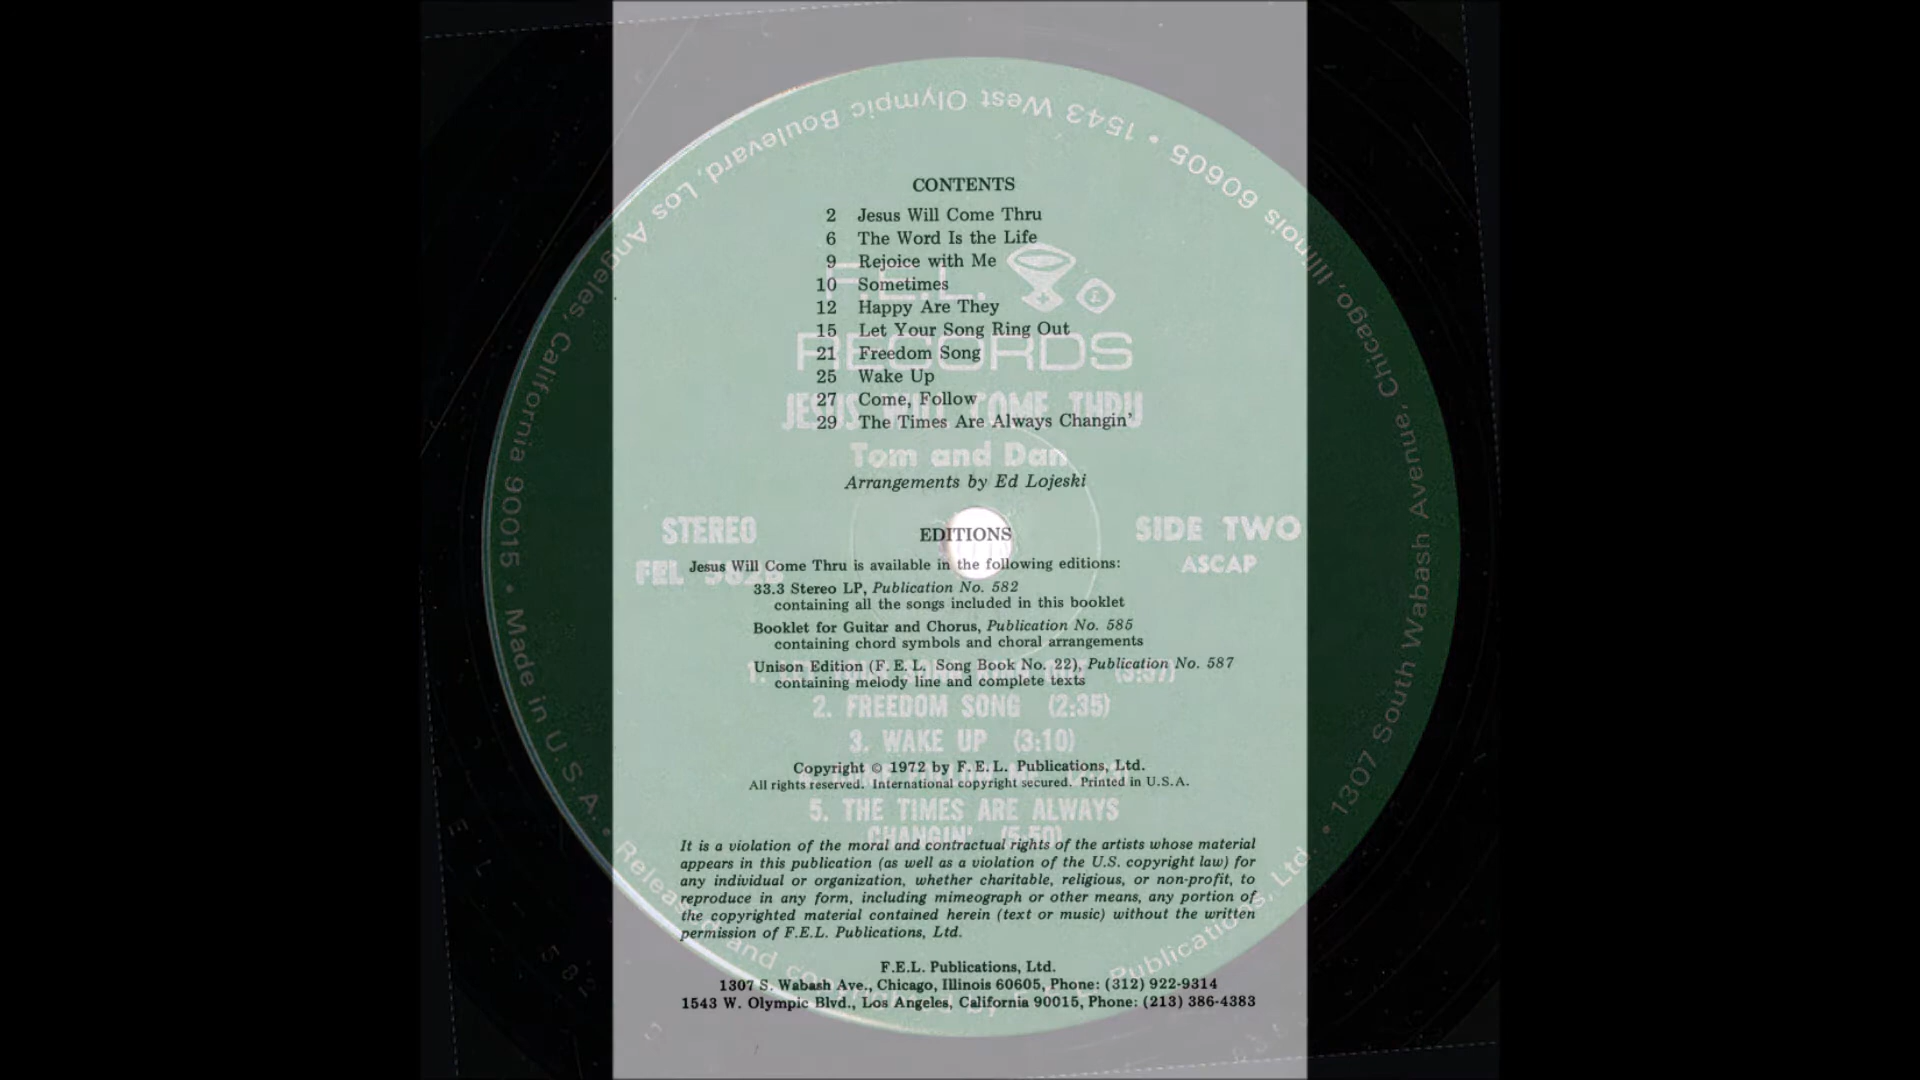 CONTENTS
2 Jesus Will Come Thru
6 The Word Is the Life
9 Rejoice with Me
10 Sometimes
12 Happy Are They
15 Let Your Song Ring Out
21 Freedom Song
25 Wake Up
27 Come, Follow
29 The Times Are Always Changin'
Arrangements by Ed Lojeski
EDITIONS
Jesus Will Come Thru is available in the following editions:
33.3 Stereo LP, Publication No. 582
containing all the songs included in this booklet
Booklet for Guitar and Chorus, Publication No. 585
containing chord symbols and choral arrangements
Unison Edition (F. E. L. Song Book No. 22), Publication No. 587
containing melody line and complete texts
Copyright © 1972 by F. E. L. Publications, Ltd.
All rights reserved. International copyright secured. Printed in U.S.A.
It is a violation of the moral and contractual rights of the artists whose material
appears in this publication (as well as a violation of the U.S. copyright law) for
any individual or organization, whether charitable, religious, or non-profit, to
reproduce in any form, including mimeograph or other means, any portion of
the copyrighted material contained herein (text or music) without the written
permission of F.E.L. Publications, Ltd.
F.E.L. Publications, Ltd.
1307 S. Wabash Ave., Chicago, Illinois 60605, Phone: (312) 922-9314
1543 W. Olympic Blvd., Los Angeles, California 90015, Phone: (213) 386-4383
F.E.L.
RECORDS
JESUS WILL COME THRU
Tom and Dan
STEREO
FEL
SIDE TWO
ASCAP
2. FREEDOM SONG (2:35)
3. WAKE UP (3:10)
5. THE TIMES ARE ALWAYS
CHANGIN' (5:50)
Publications, Ltd. • 1307 South Wabash Avenue, Chicago, Illinois 60605 • 1543 West Olympic Boulevard, Los Angeles, California 90015 • Made in U.S.A. •